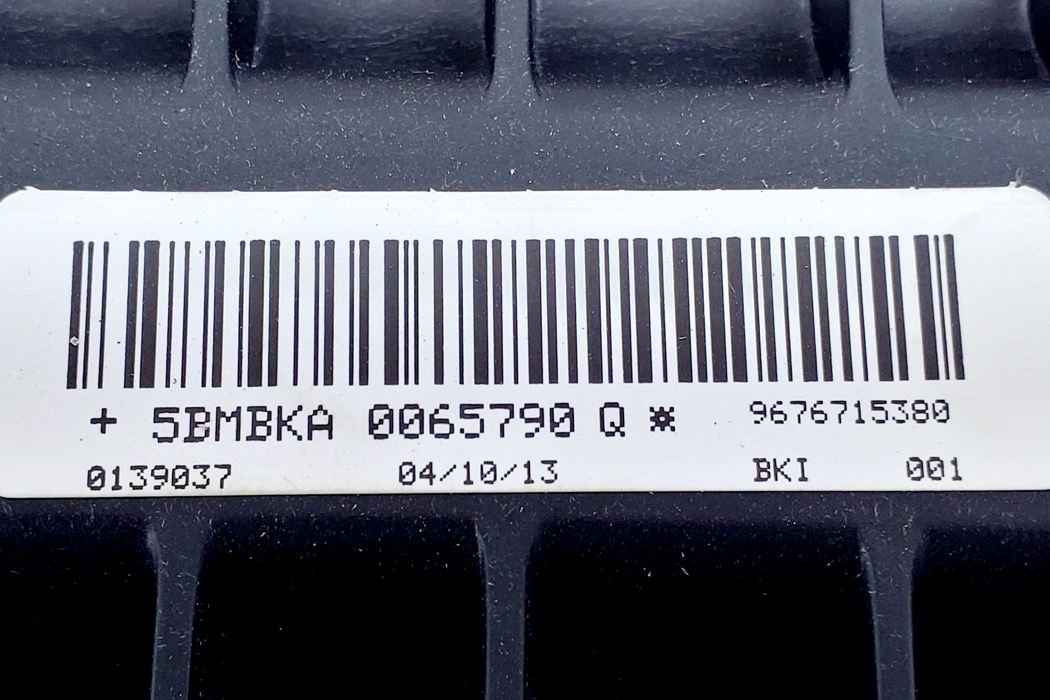 + 5BMBKA 0065790 Q * 9676715380
0139037 04/10/13 BKI 001